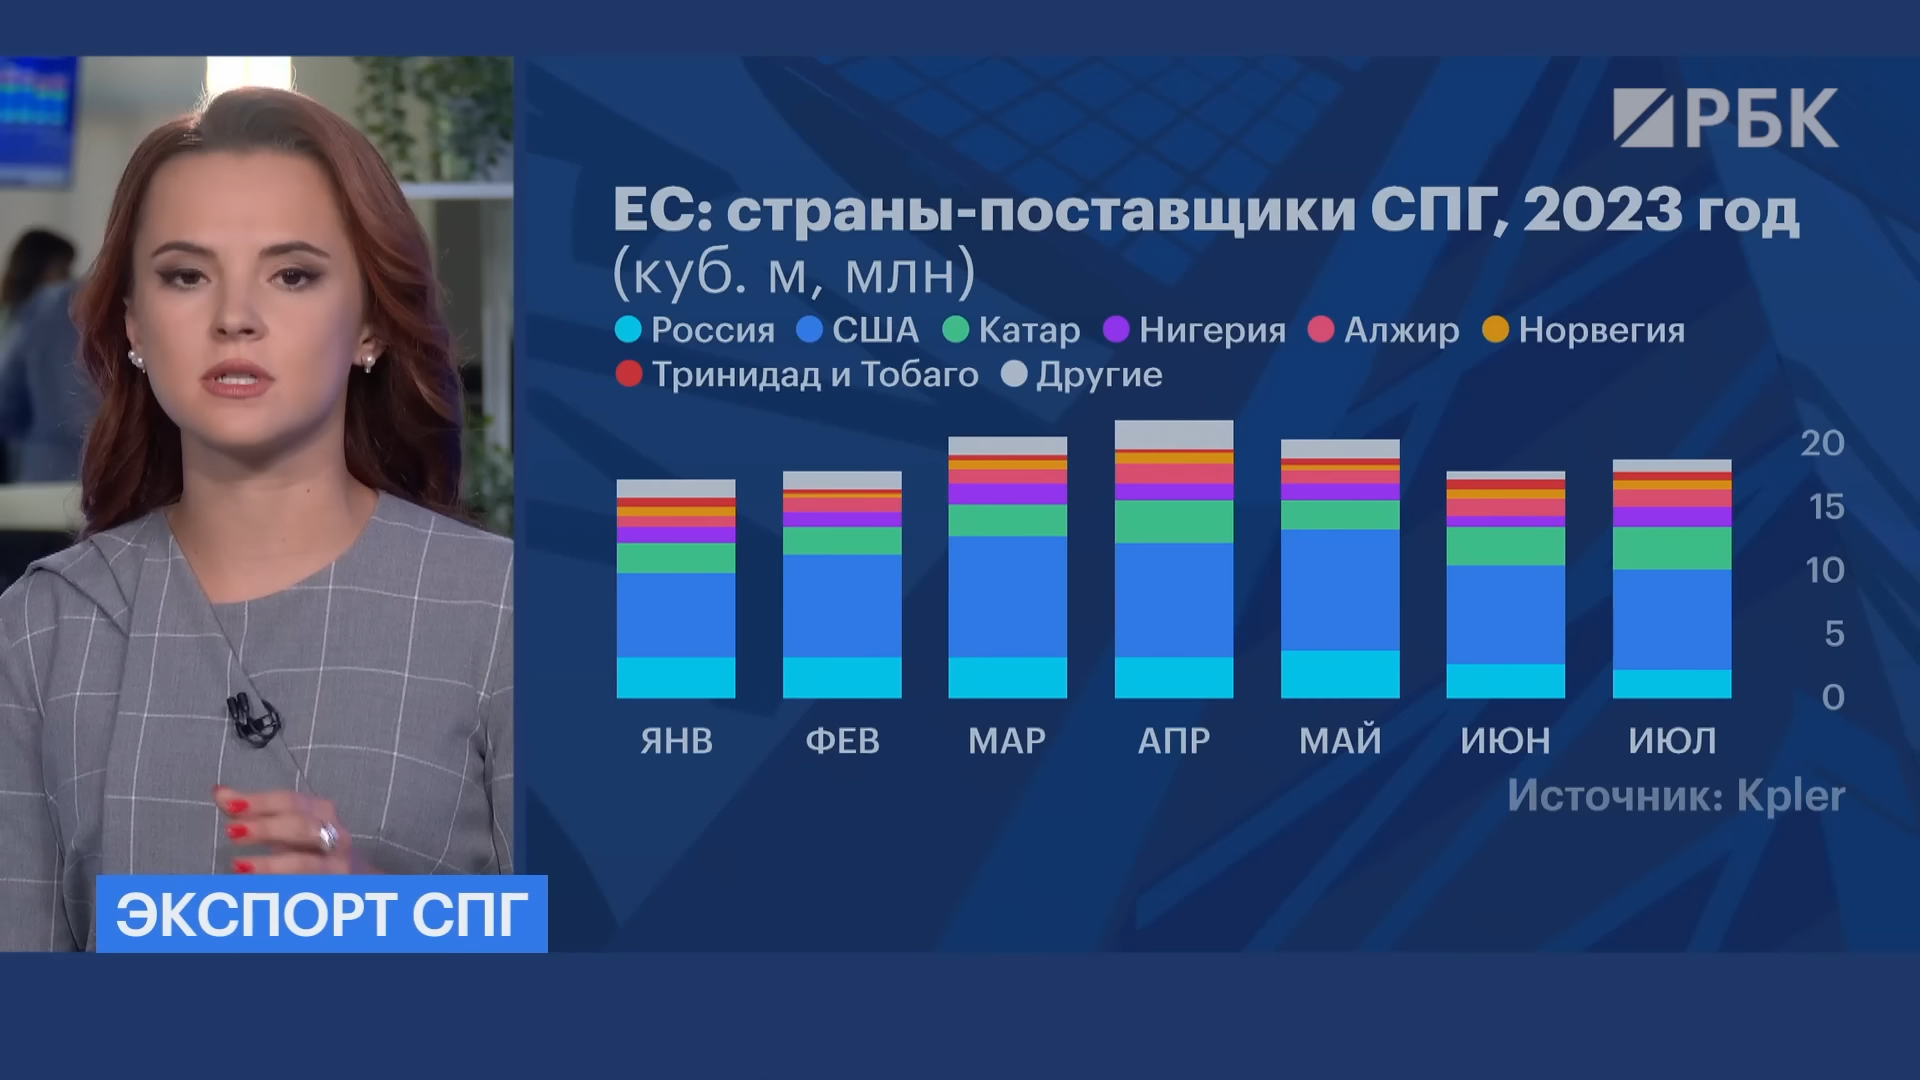 РБК
ЕС: страны-поставщики СПГ, 2023 год
(куб. м, млн)
Россия США Катар Нигерия Алжир Норвегия
Тринидад и Тобаго Другие
20
15
10
5
0
ЯНВ ФЕВ МАР АПР МАЙ ИЮН ИЮЛ
Источник: Kpler
ЭКСПОРТ СПГ